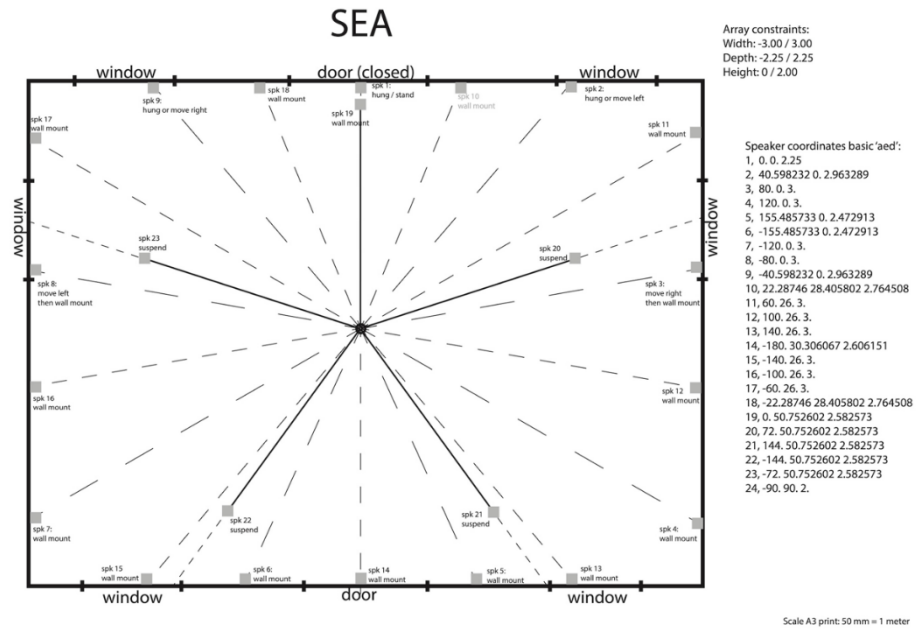 SEA
Array constraints:
Width: -3.00 / 3.00
Depth: -2.25 / 2.25
Height: 0 / 2.00
window
door (closed)
window
spk 9:
hung or move right
spk 18
wall mount
spk 1:
hung / stand
spk 19
wall mount
spk 10
wall mount
spk 2:
hung or move left
spk 17
wall mount
spk 11
wall mount
window
window
spk 23
suspend
spk 20
suspend
spk 8:
move left
then wall mount
spk 3:
move right
then wall mount
spk 16
wall mount
spk 12
wall mount
spk 7:
wall mount
spk 22
suspend
spk 21
suspend
spk 4:
wall mount
spk 15
wall mount
spk 6:
wall mount
spk 14
wall mount
spk 5:
wall mount
spk 13
wall mount
window
door
window
Speaker coordinates basic 'aed':
1, 0. 0. 2.25
2, 40.598232 0. 2.963289
3, 80. 0. 3.
4, 120. 0. 3.
5, 155.485733 0. 2.472913
6, -155.485733 0. 2.472913
7, -120. 0. 3.
8, -80. 0. 3.
9, -40.598232 0. 2.963289
10, 22.28746 28.405802 2.764508
11, 60. 26. 3.
12, 100. 26. 3.
13, 140. 26. 3.
14, -180. 30.306067 2.606151
15, -140. 26. 3.
16, -100. 26. 3.
17, -60. 26. 3.
18, -22.28746 28.405802 2.764508
19, 0. 50.752602 2.582573
20, 72. 50.752602 2.582573
21, 144. 50.752602 2.582573
22, -144. 50.752602 2.582573
23, -72. 50.752602 2.582573
24, -90. 90. 2.
Scale A3 print: 50 mm = 1 meter